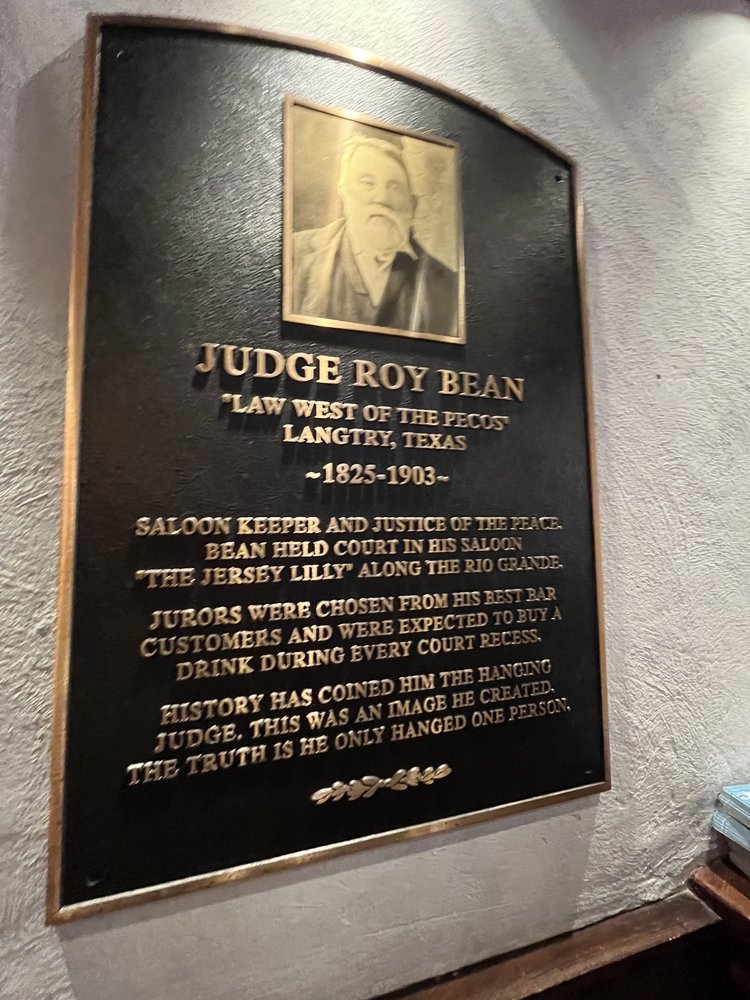 JUDGE ROY BEAN
"LAW WEST OF THE PECOS"
LANGTRY, TEXAS
~1825-1903~
SALOON KEEPER AND JUSTICE OF THE PEACE.
BEAN HELD COURT IN HIS SALOON
"THE JERSEY LILLY" ALONG THE RIO GRANDE.
JURORS WERE CHOSEN FROM HIS BEST BAR
CUSTOMERS AND WERE EXPECTED TO BUY A
DRINK DURING EVERY COURT RECESS.
HISTORY HAS COINED HIM THE HANGING
JUDGE. THIS WAS AN IMAGE HE CREATED.
THE TRUTH IS HE ONLY HANGED ONE PERSON.